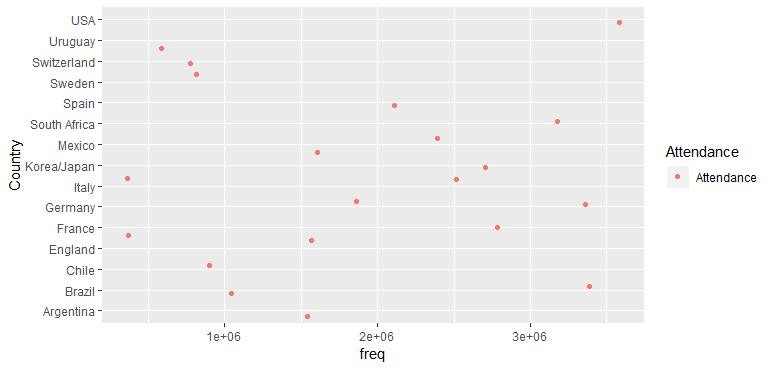 USA
Uruguay
Switzerland
Sweden
Spain
South Africa
Mexico
Korea/Japan
Italy
Germany
France
England
Chile
Brazil
Argentina
Country
1e+06 2e+06 3e+06
freq
Attendance
Attendance